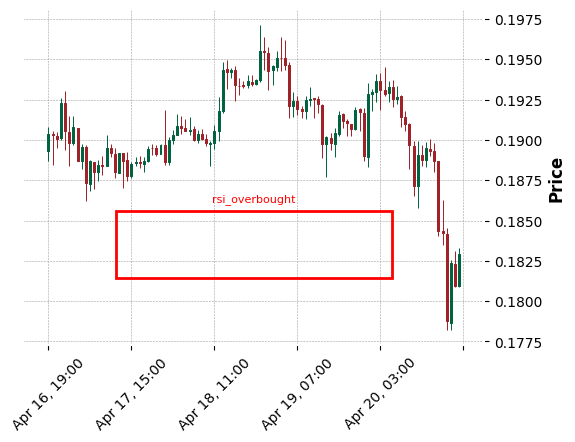 0.1975
0.1950
0.1925
0.1900
0.1875
0.1850
0.1825
0.1800
0.1775
Price
rsi_overbought
Apr 16, 19:00
Apr 17, 15:00
Apr 18, 11:00
Apr 19, 07:00
Apr 20, 03:00